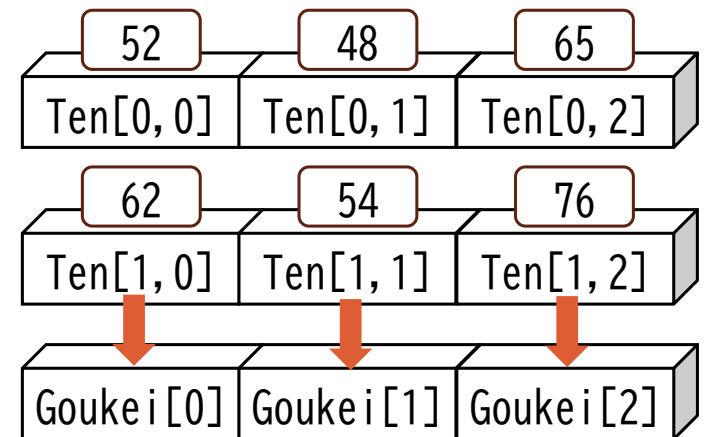 52 48 65
Ten[0,0] Ten[0,1] Ten[0,2]
62 54 76
Ten[1,0] Ten[1,1] Ten[1,2]
Goukei[0] Goukei[1] Goukei[2]